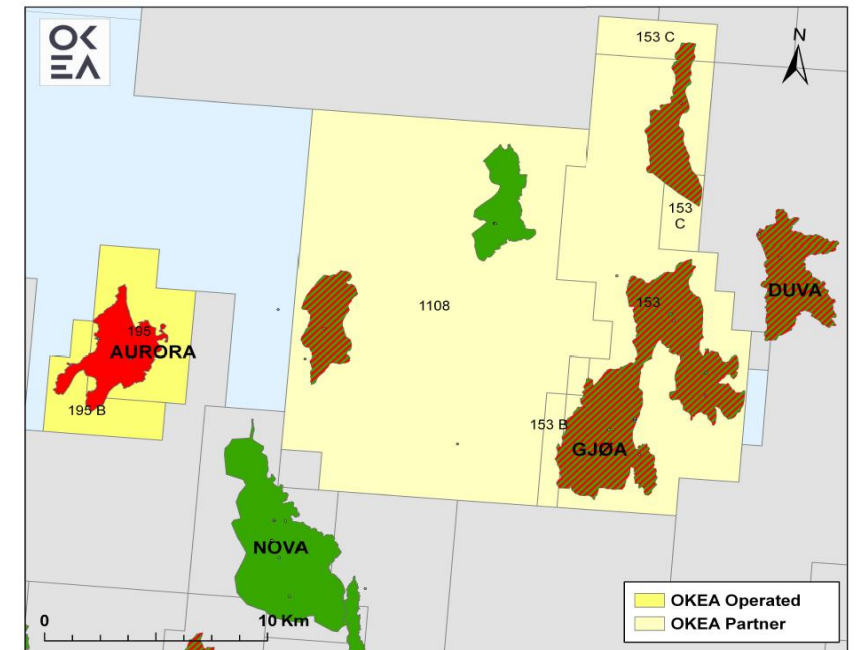 OK
EA
153 C
N
153
C
DUVA
1108
153
195
AURORA
195 B
153 B
GJØA
NOVA
0
10 Km
OKEA Operated
OKEA Partner